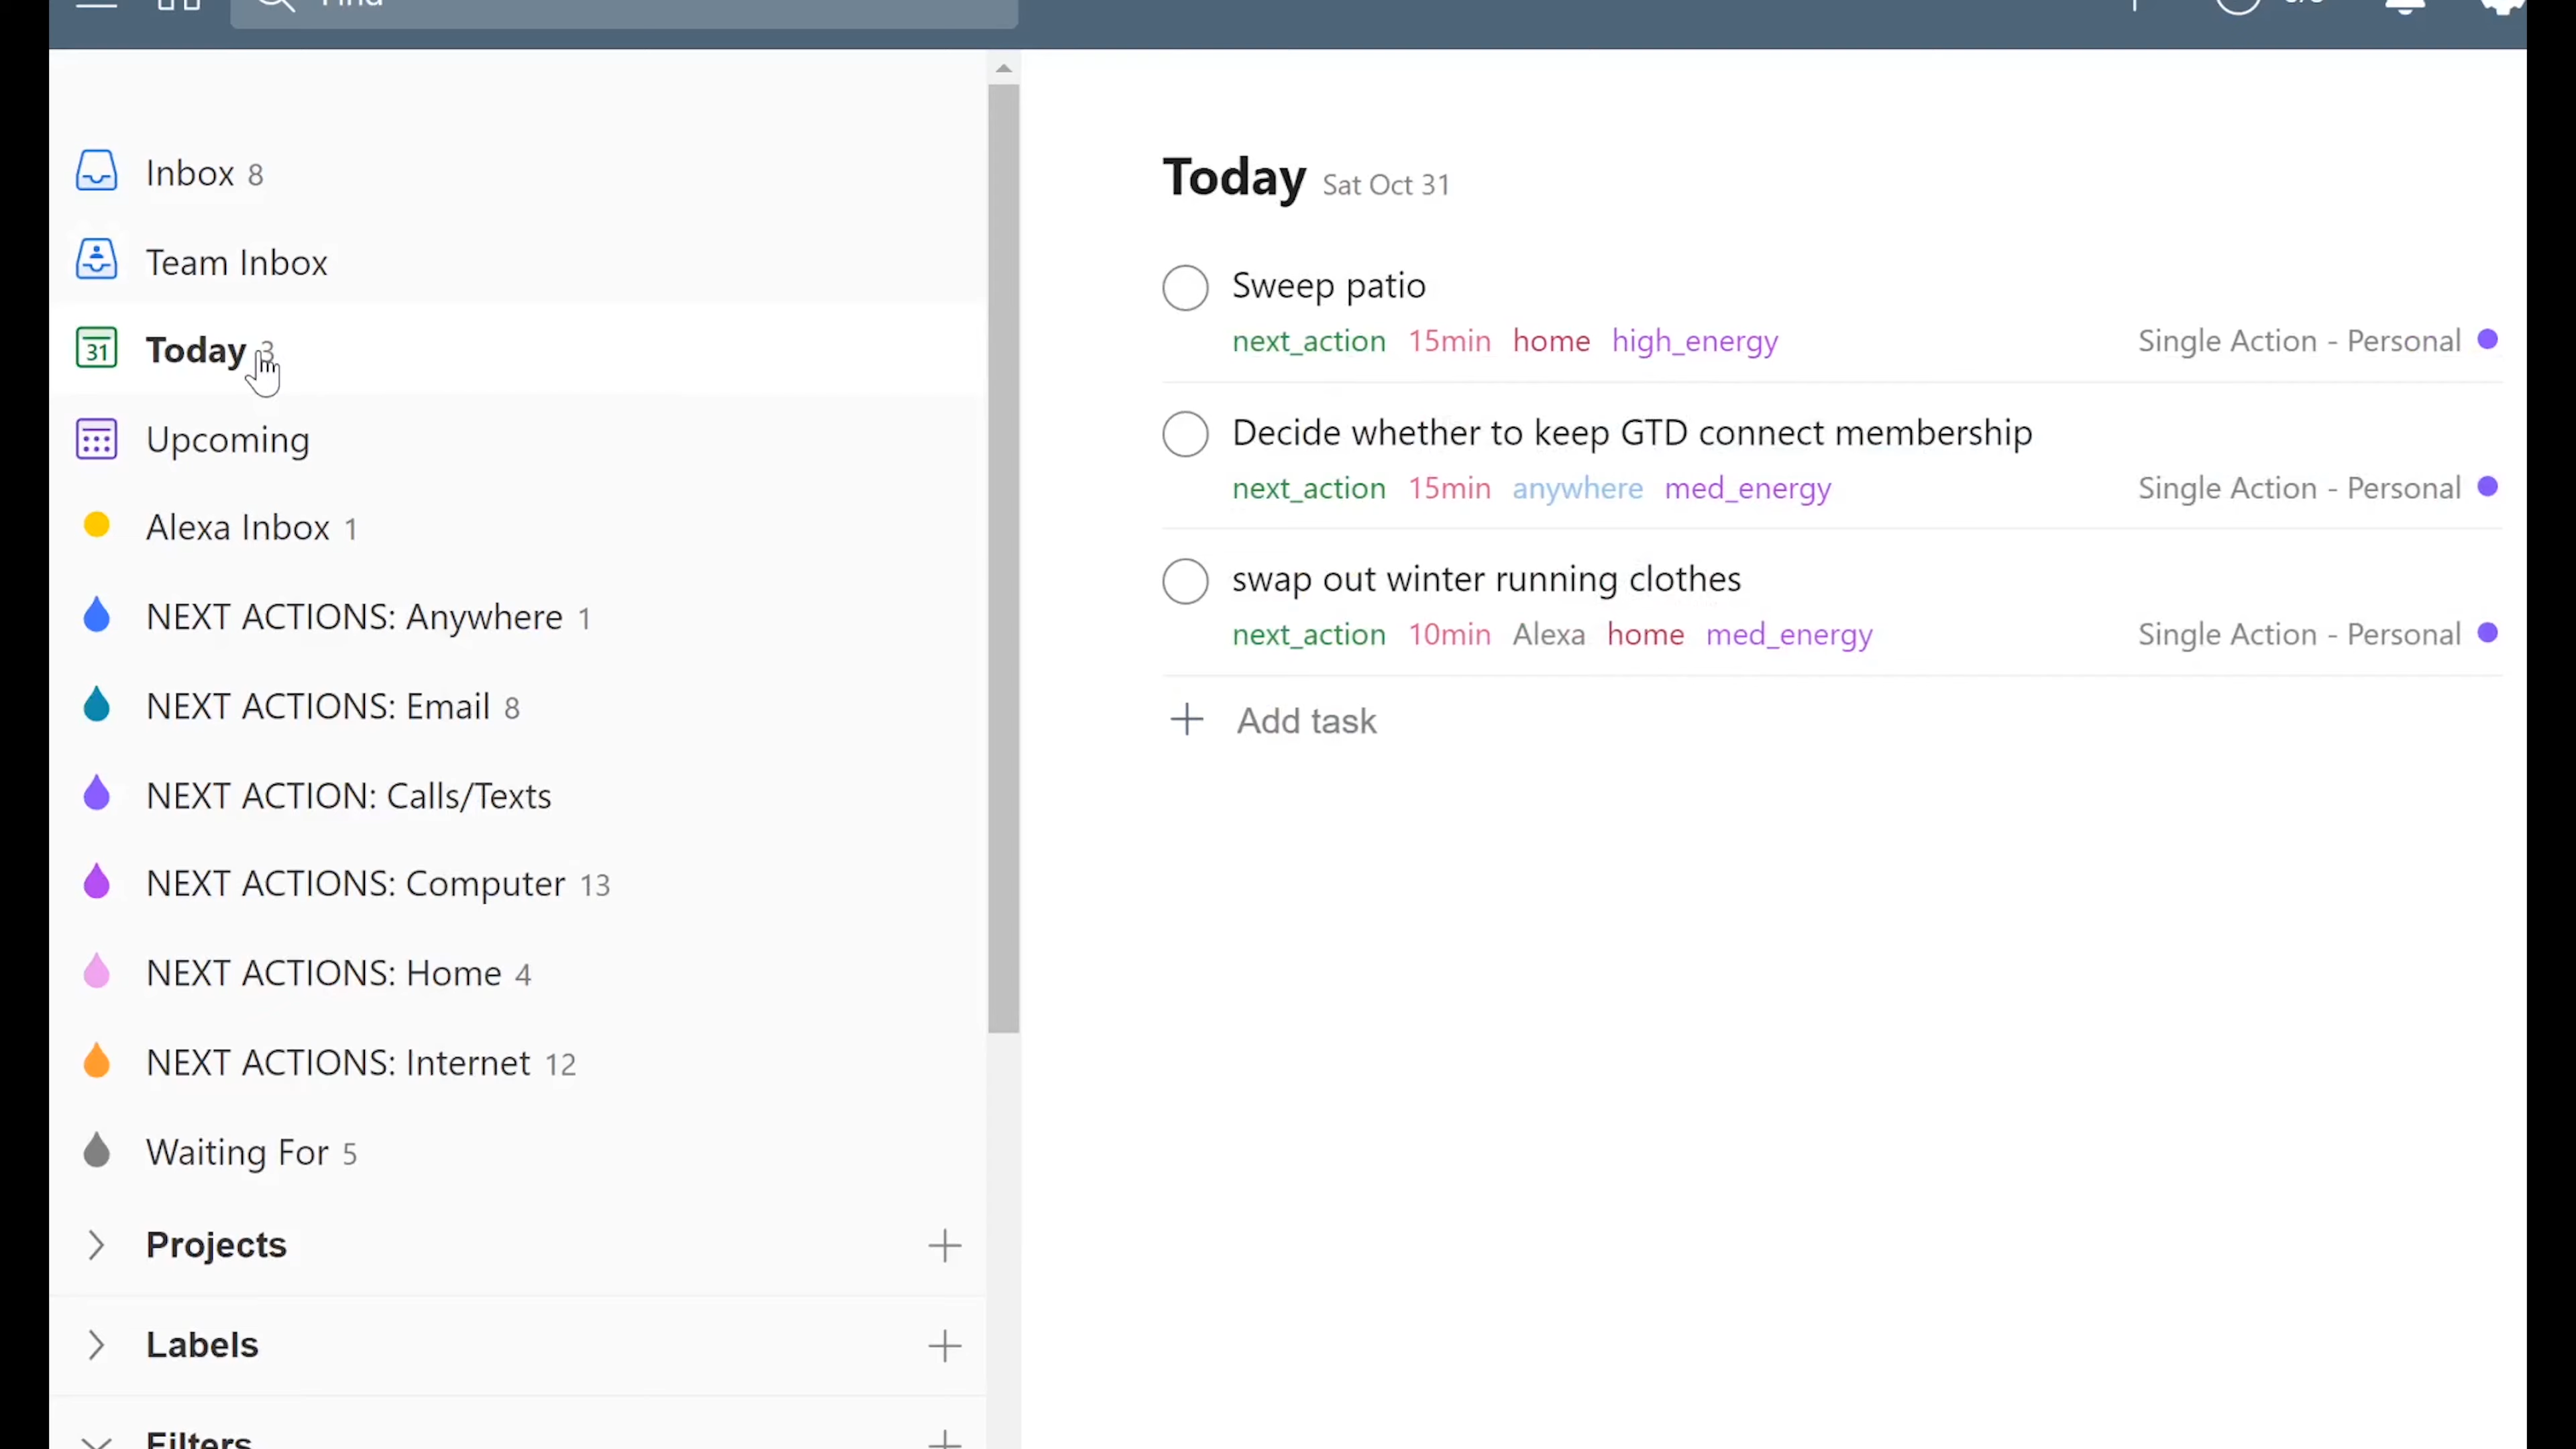 Find
Inbox 8
Team Inbox
31 Today 3
Upcoming
Alexa Inbox 1
NEXT ACTIONS: Anywhere 1
NEXT ACTIONS: Email 8
NEXT ACTION: Calls/Texts
NEXT ACTIONS: Computer 13
NEXT ACTIONS: Home 4
NEXT ACTIONS: Internet 12
Waiting For 5
Projects
Labels
Filters
Today Sat Oct 31
Sweep patio
next_action 15min home high_energy Single Action - Personal
Decide whether to keep GTD connect membership
next_action 15min anywhere med_energy Single Action - Personal
swap out winter running clothes
next_action 10min Alexa home med_energy Single Action - Personal
+ Add task